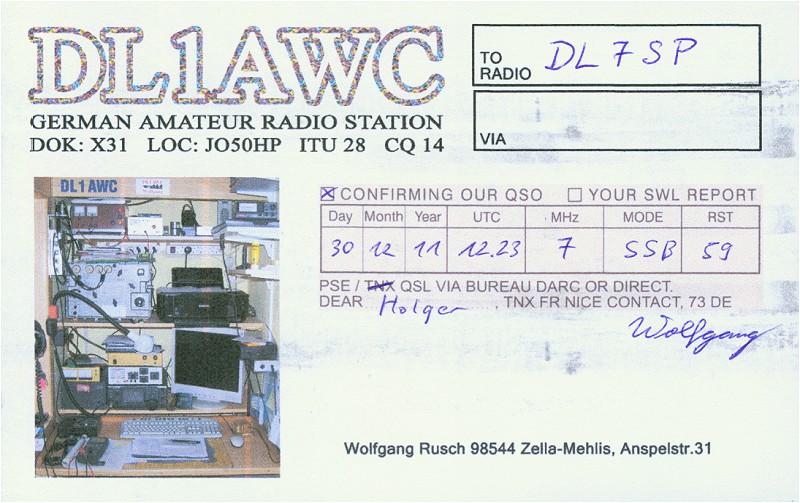 DL1AWC
GERMAN AMATEUR RADIO STATION
DOK: X31 LOC: JO50HP ITU 28 CQ 14
TO
RADIO DL7SP
VIA
DL1AWC
☒ CONFIRMING OUR QSO ☐ YOUR SWL REPORT
Day Month Year UTC MHz MODE RST
30 12 11 12.23 7 SSB 59
PSE / TNX QSL VIA BUREAU DARC OR DIRECT.
DEAR Holger, TNX FR NICE CONTACT, 73 DE
Wolfgang
Wolfgang Rusch 98544 Zella-Mehlis, Anspelstr.31